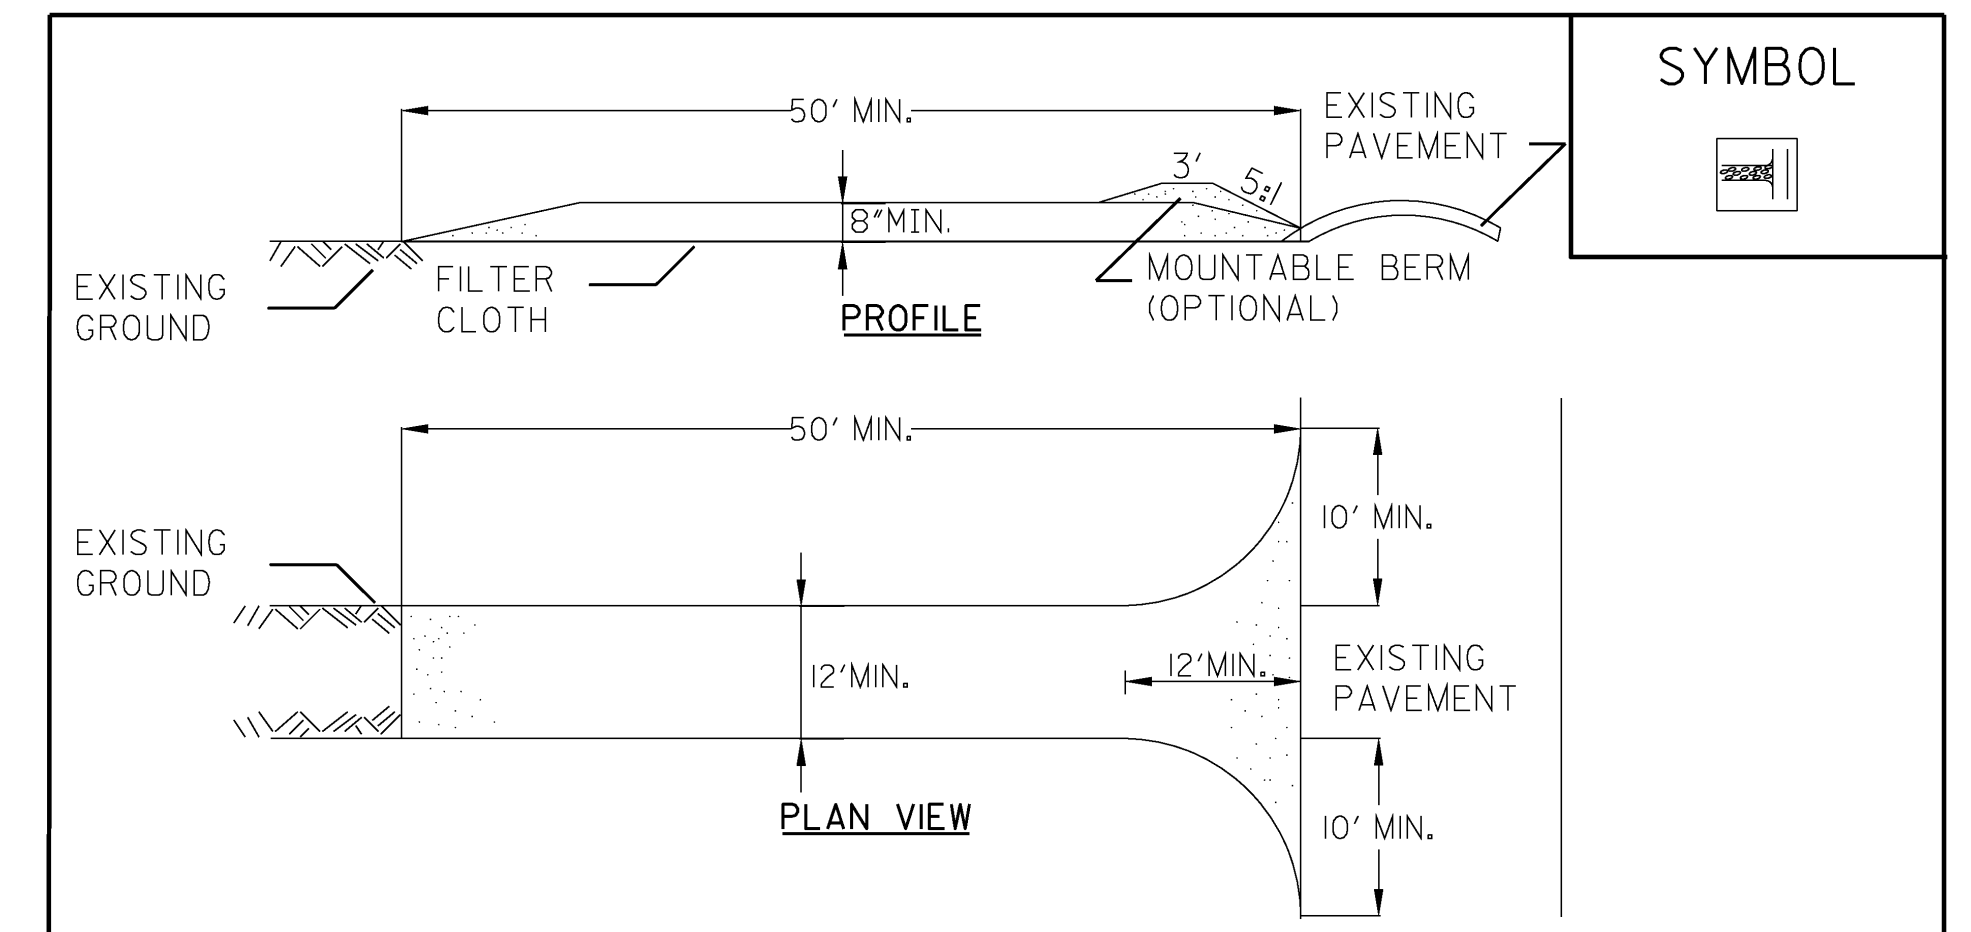 SYMBOL
50' MIN.
EXISTING
PAVEMENT
3'
5:1
8"MIN.
EXISTING
GROUND
FILTER
CLOTH
MOUNTABLE BERM
(OPTIONAL)
PROFILE
50' MIN.
10' MIN.
EXISTING
GROUND
12'MIN.
12'MIN.
EXISTING
PAVEMENT
10' MIN.
PLAN VIEW